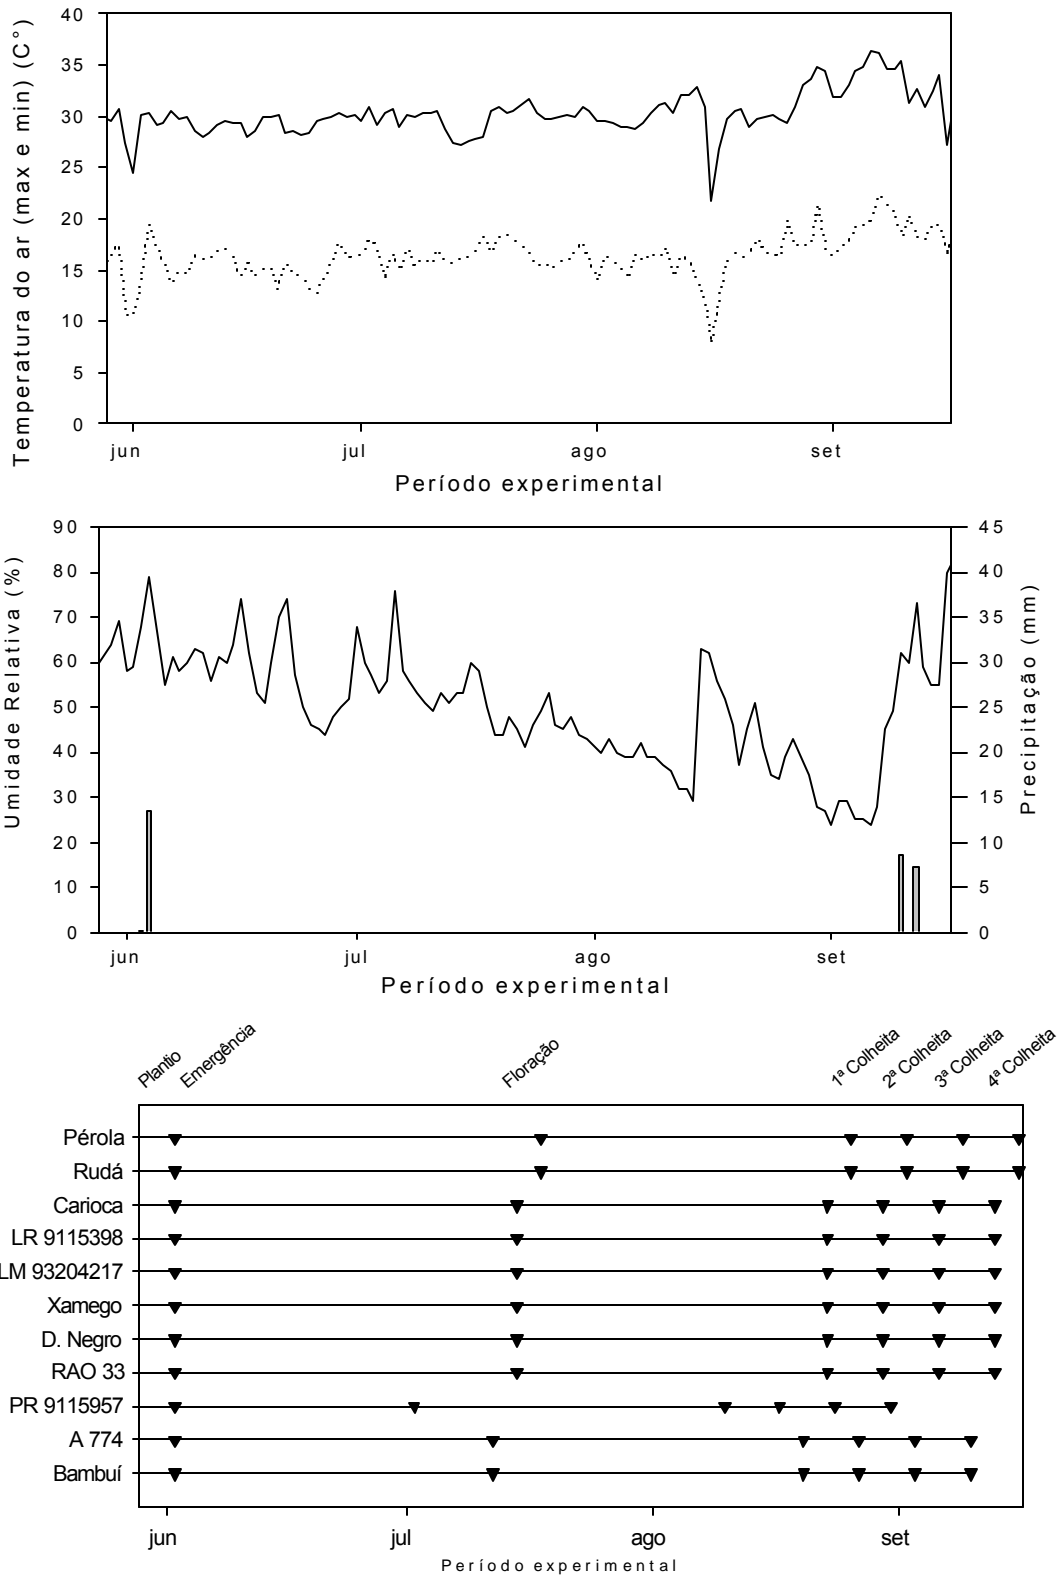 Temperatura do ar (max e min) (C°)
40
35
30
25
20
15
10
5
0
jun jul ago set
Período experimental
Umidade Relativa (%)
90
80
70
60
50
40
30
20
10
0
45
40
35
30
25
20
15
10
5
0
Precipitação (mm)
jun jul ago set
Período experimental
Plantio Emergência Floração 1ª Colheita 2ª Colheita 3ª Colheita 4ª Colheita
Pérola
Rudá
Carioca
LR 9115398
LM 93204217
Xamego
D. Negro
RAO 33
PR 9115957
A 774
Bambuí
jun jul ago set
Período experimental